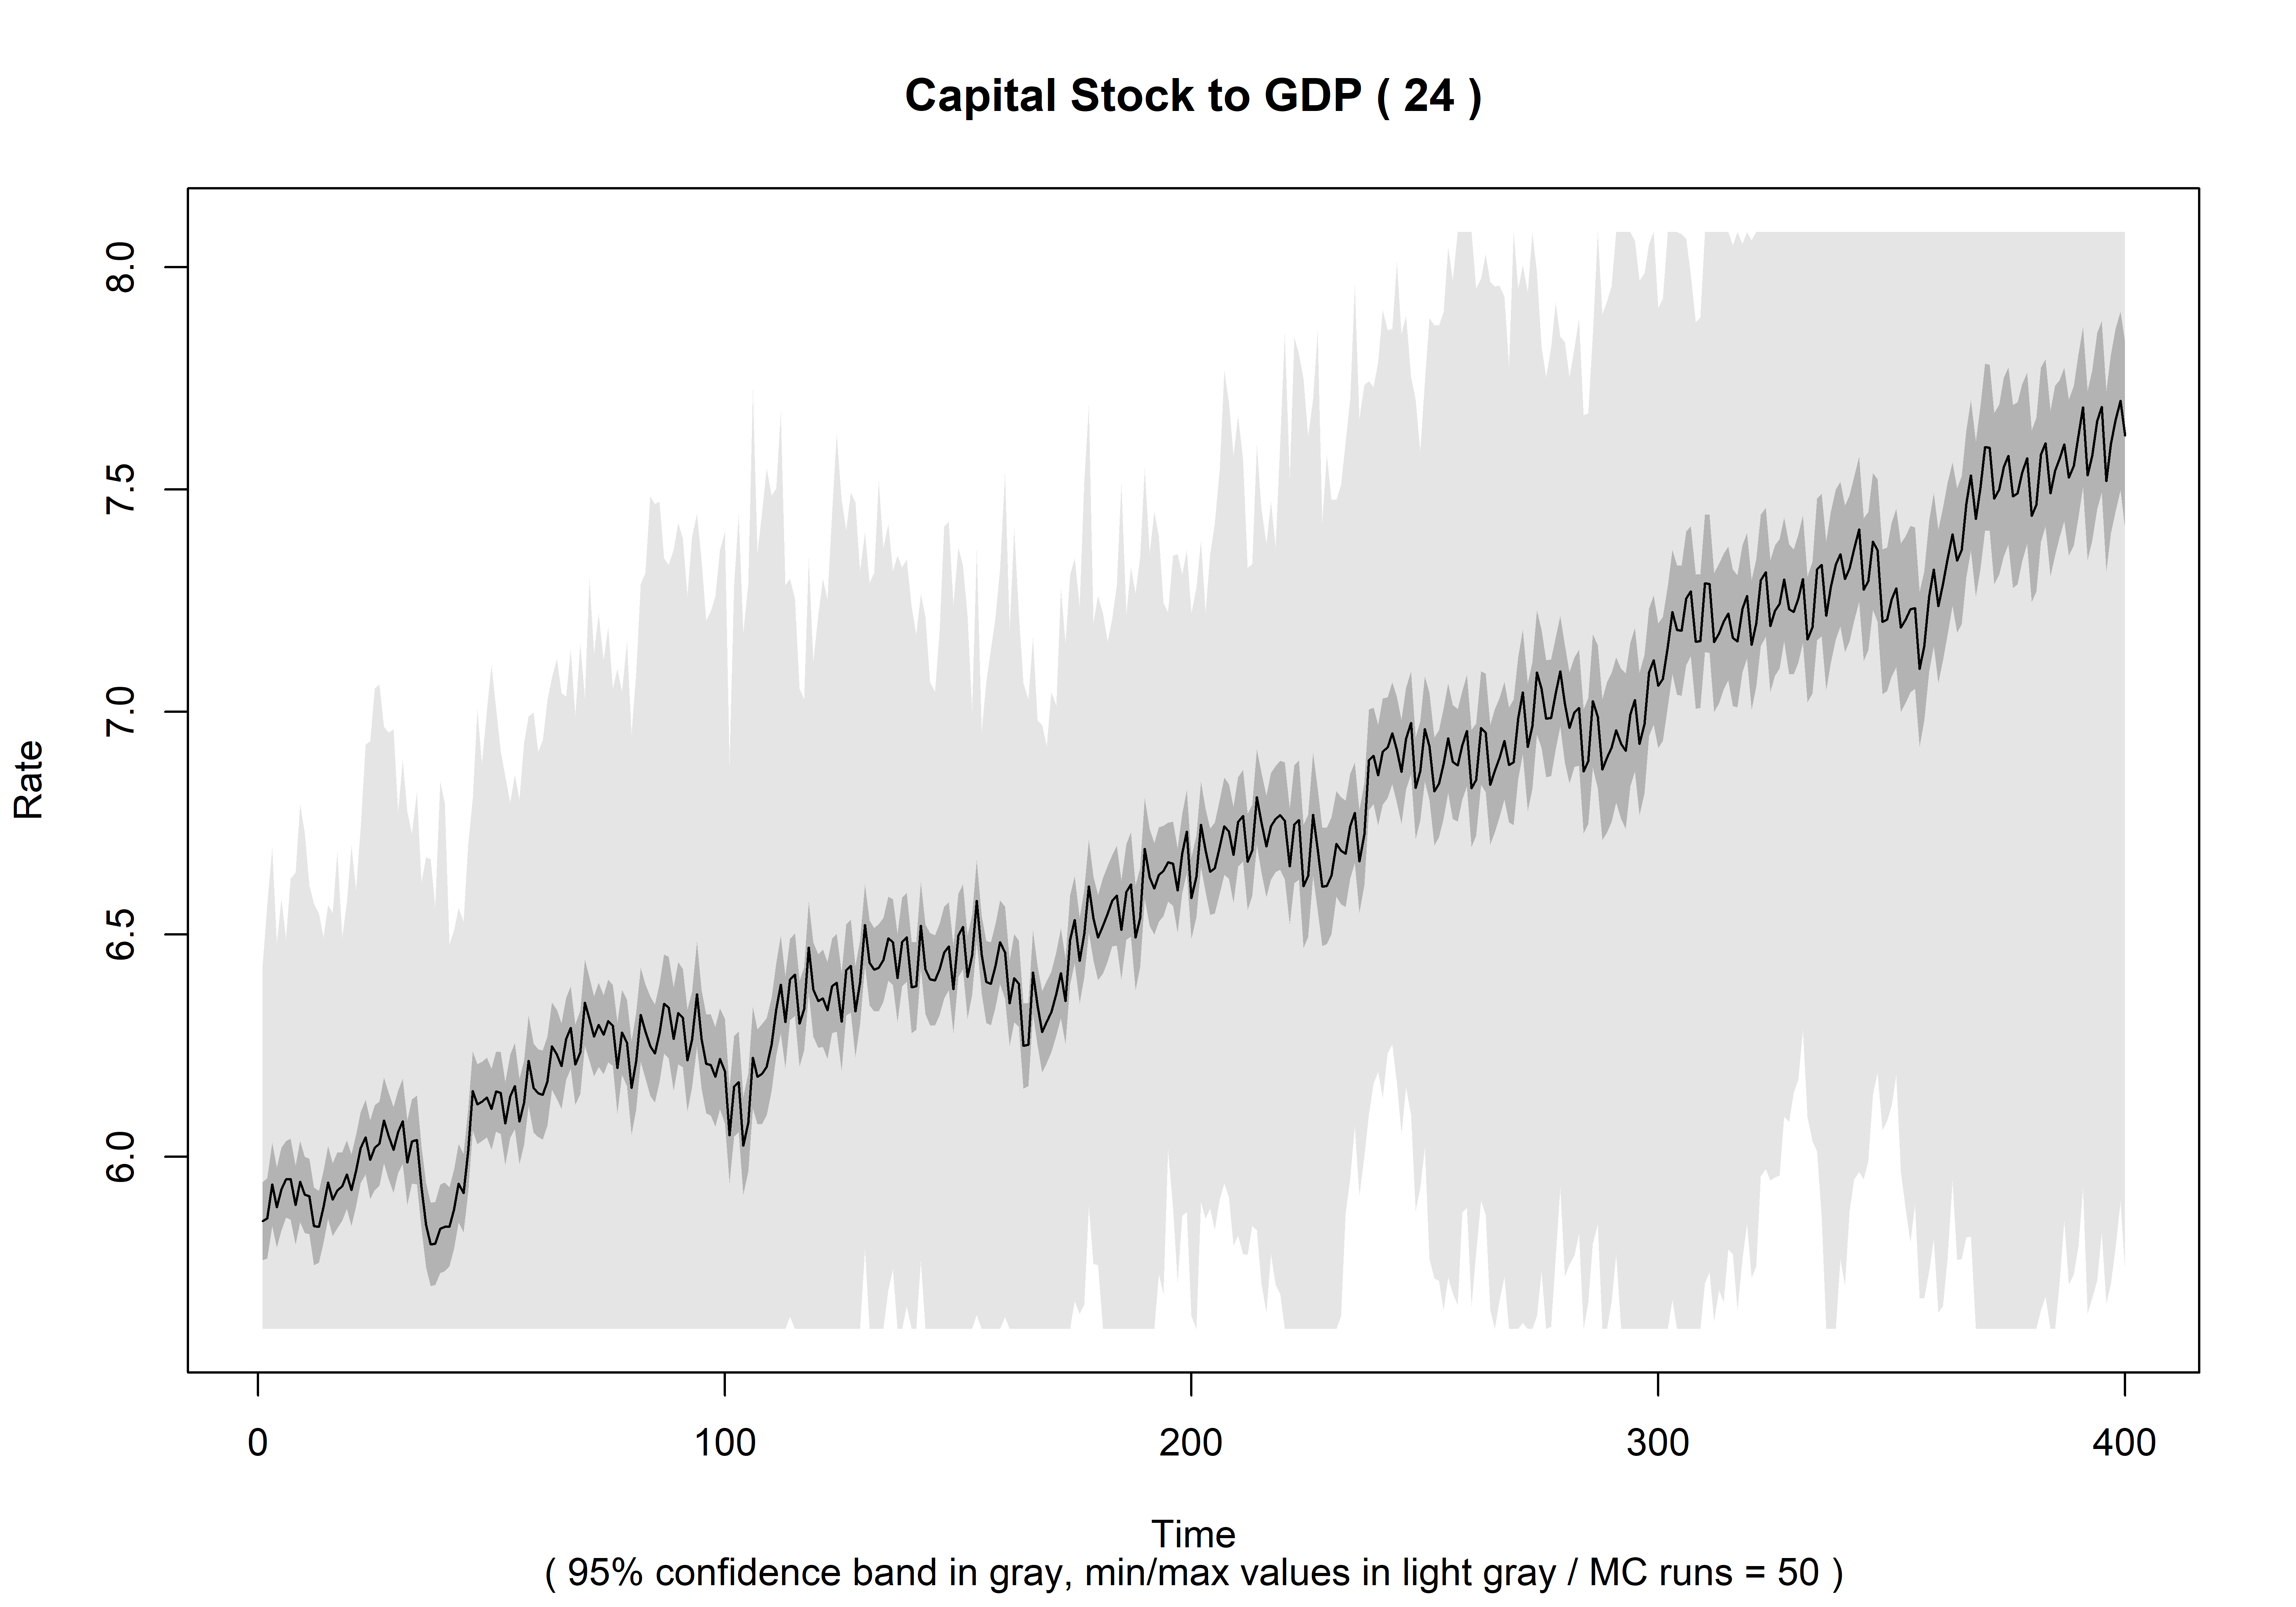 Capital Stock to GDP ( 24 )
Rate
8.0
7.5
7.0
6.5
6.0
0 100 200 300 400
Time
( 95% confidence band in gray, min/max values in light gray / MC runs = 50 )